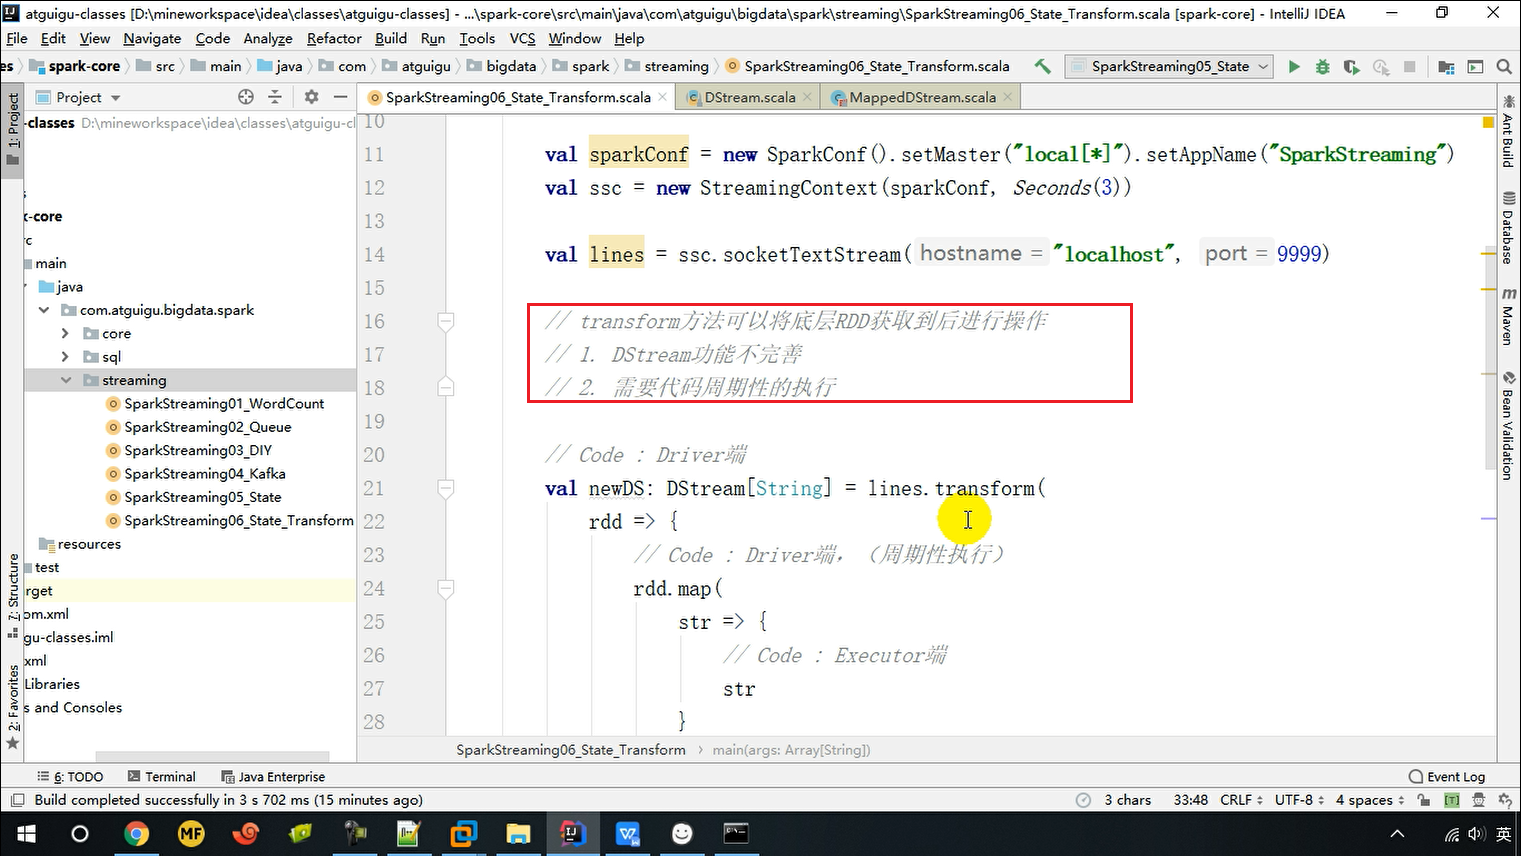 atguigu-classes [D:\mineworkspace\idea\classes\atguigu-classes] - ...\spark-core\src\main\java\com\atguigu\bigdata\spark\streaming\SparkStreaming06_State_Transform.scala [spark-core] - IntelliJ IDEA
File Edit View Navigate Code Analyze Refactor Build Run Tools VCS Window Help
es spark-core src main java com atguigu bigdata spark streaming SparkStreaming06_State_Transform.scala SparkStreaming05_State
Project
SparkStreaming06_State_Transform.scala DStream.scala MappedDStream.scala
1: Project
7: Structure
2: Favorites
-classes D:\mineworkspace\idea\classes\atguigu-cl
k-core
rc
main
java
com.atguigu.bigdata.spark
core
sql
streaming
SparkStreaming01_WordCount
SparkStreaming02_Queue
SparkStreaming03_DIY
SparkStreaming04_Kafka
SparkStreaming05_State
SparkStreaming06_State_Transform
resources
test
rget
om.xml
gu-classes.iml
xml
Libraries
s and Consoles
10
11 val sparkConf = new SparkConf().setMaster("local[*]").setAppName("SparkStreaming")
12 val ssc = new StreamingContext(sparkConf, Seconds(3))
13
14 val lines = ssc.socketTextStream( hostname = "localhost", port = 9999)
15
16 // transform方法可以将底层RDD获取到后进行操作
17 // 1. DStream功能不完善
18 // 2. 需要代码周期性的执行
19
20 // Code : Driver端
21 val newDS: DStream[String] = lines.transform(
22 rdd => {
23 // Code : Driver端，（周期性执行）
24 rdd.map(
25 str => {
26 // Code : Executor端
27 str
28 }
SparkStreaming06_State_Transform › main(args: Array[String])
Ant Build
Database
Maven
Bean Validation
6: TODO Terminal Java Enterprise Event Log
Build completed successfully in 3 s 702 ms (15 minutes ago) 3 chars 33:48 CRLF UTF-8 4 spaces
英